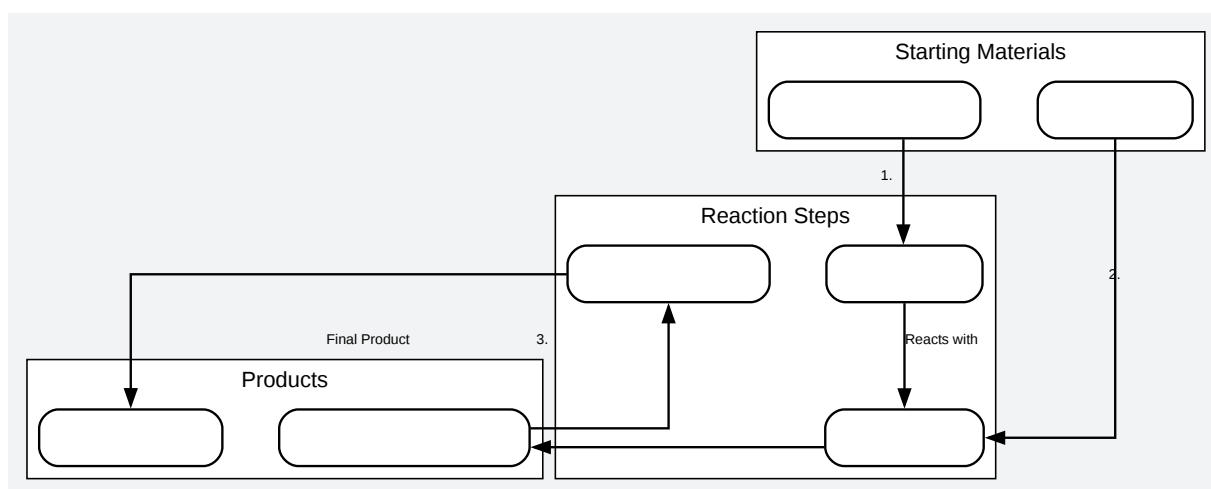 Starting Materials
1.
Reaction Steps
2.
Final Product
3.
Reacts with
Products